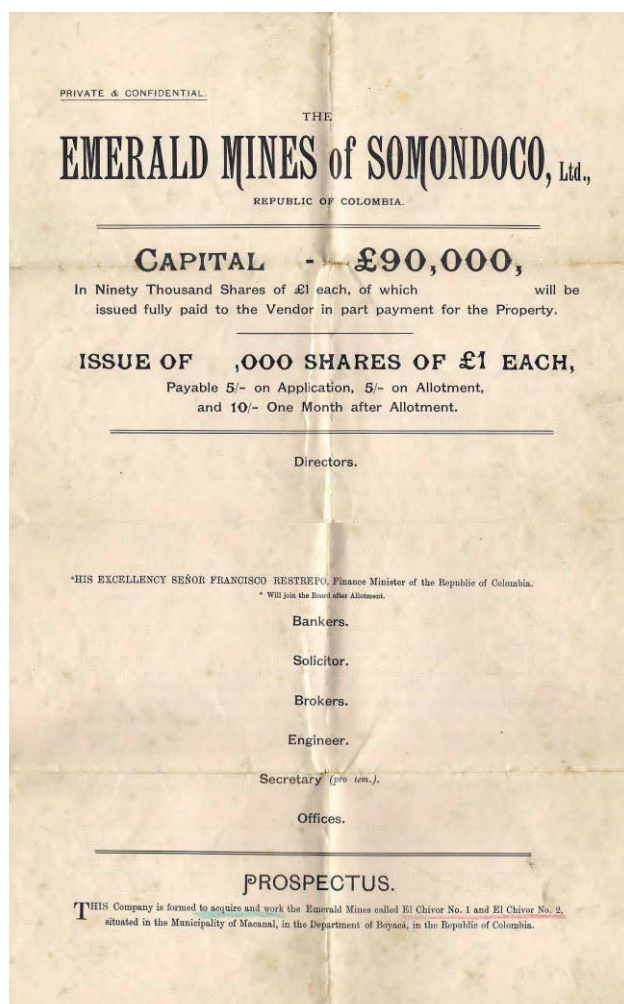 PRIVATE & CONFIDENTIAL.
THE
EMERALD MINES of SOMONDOCO, Ltd.,
REPUBLIC OF COLOMBIA.
CAPITAL - £90,000,
In Ninety Thousand Shares of £1 each, of which will be
issued fully paid to the Vendor in part payment for the Property.
ISSUE OF ,000 SHARES OF £1 EACH,
Payable 5/- on Application, 5/- on Allotment,
and 10/- One Month after Allotment.
Directors.
*HIS EXCELLENCY SEÑOR FRANCISCO RESTREPO, Finance Minister of the Republic of Colombia.
* Will join the Board after Allotment.
Bankers.
Solicitor.
Brokers.
Engineer.
Secretary (pro tem.).
Offices.
PROSPECTUS.
THIS Company is formed to acquire and work the Emerald Mines called El Chivor No. 1 and El Chivor No. 2,
situated in the Municipality of Macanal, in the Department of Boyacá, in the Republic of Colombia.